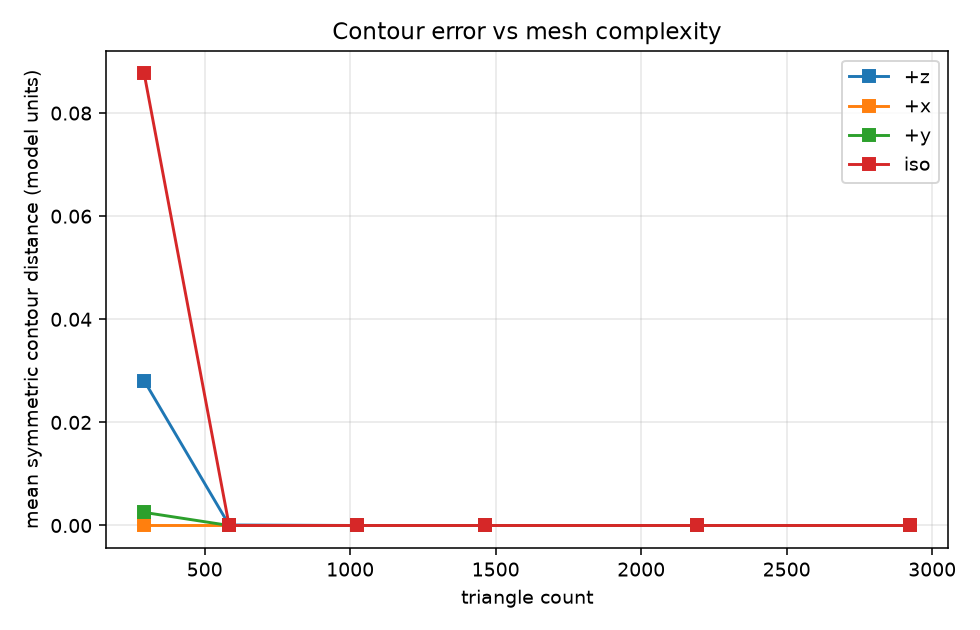 Contour error vs mesh complexity
+z
+x
+y
iso
mean symmetric contour distance (model units)
0.08
0.06
0.04
0.02
0.00
500
1000
1500
2000
2500
3000
triangle count